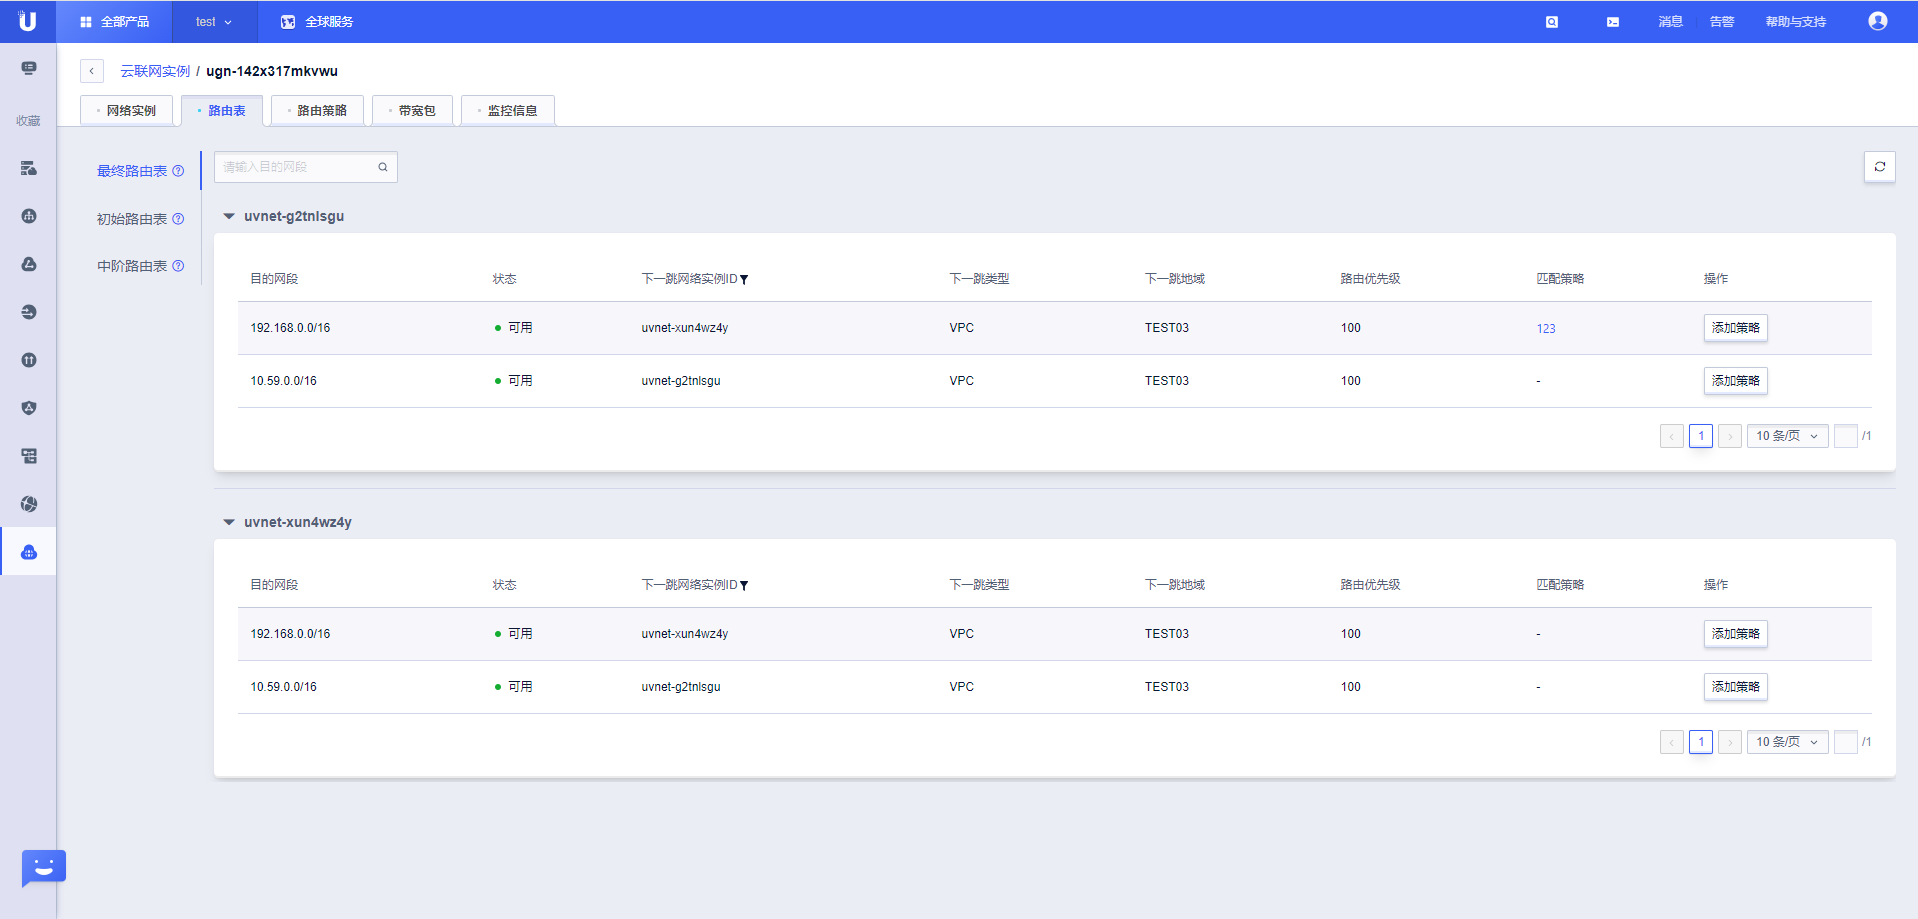 全部产品 test 全球服务 消息 告警 帮助与支持
云联网实例 / ugn-142x317mkvwu
网络实例 路由表 路由策略 带宽包 监控信息
收藏
最终路由表
初始路由表
中阶路由表
请输入目的网段
uvnet-g2tnlsgu
目的网段 状态 下一跳网络实例ID 下一跳类型 下一跳地域 路由优先级 匹配策略 操作
192.168.0.0/16 可用 uvnet-xun4wz4y VPC TEST03 100 123 添加策略
10.59.0.0/16 可用 uvnet-g2tnlsgu VPC TEST03 100 - 添加策略
1 10 条/页 /1
uvnet-xun4wz4y
目的网段 状态 下一跳网络实例ID 下一跳类型 下一跳地域 路由优先级 匹配策略 操作
192.168.0.0/16 可用 uvnet-xun4wz4y VPC TEST03 100 - 添加策略
10.59.0.0/16 可用 uvnet-g2tnlsgu VPC TEST03 100 - 添加策略
1 10 条/页 /1